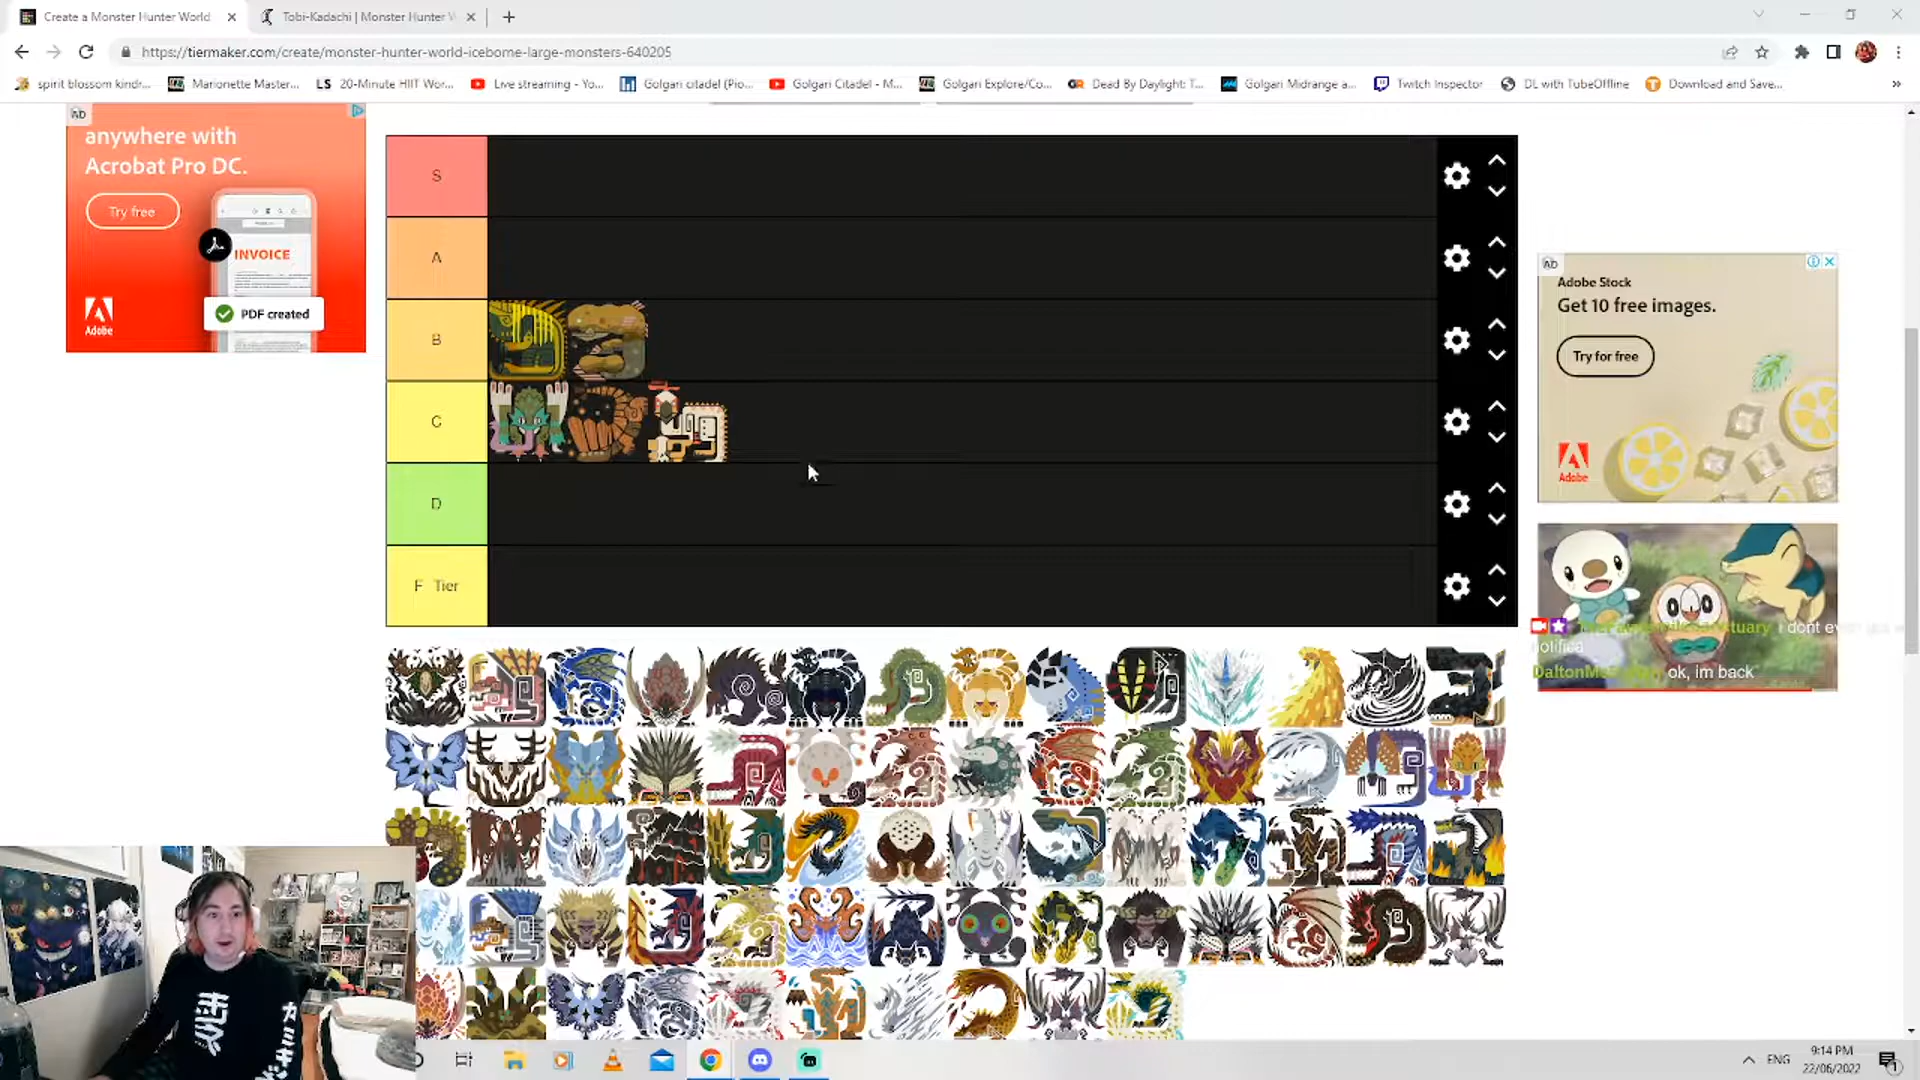 Create a Monster Hunter World
Tobi-Kadachi | Monster Hunter
https://tiermaker.com/create/monster-hunter-world-iceborne-large-monsters-640205
spirit blossom kindr...
Marionette Master...
LS 20-Minute HIIT Wor...
Live streaming - Yo...
Golgari citadel (Pio...
Golgari Citadel - M...
Golgari Explore/Co...
Dead By Daylight: T...
Golgari Midrange a...
Twitch Inspector
DL with TubeOffline
Download and Save...
AD
anywhere with
Acrobat Pro DC.
Try free
INVOICE
PDF created
Adobe
S
A
B
C
D
F Tier
AD
Adobe Stock
Get 10 free images.
Try for free
Adobe
i dont
ok, im back
ENG
9:14 PM
22/06/2022